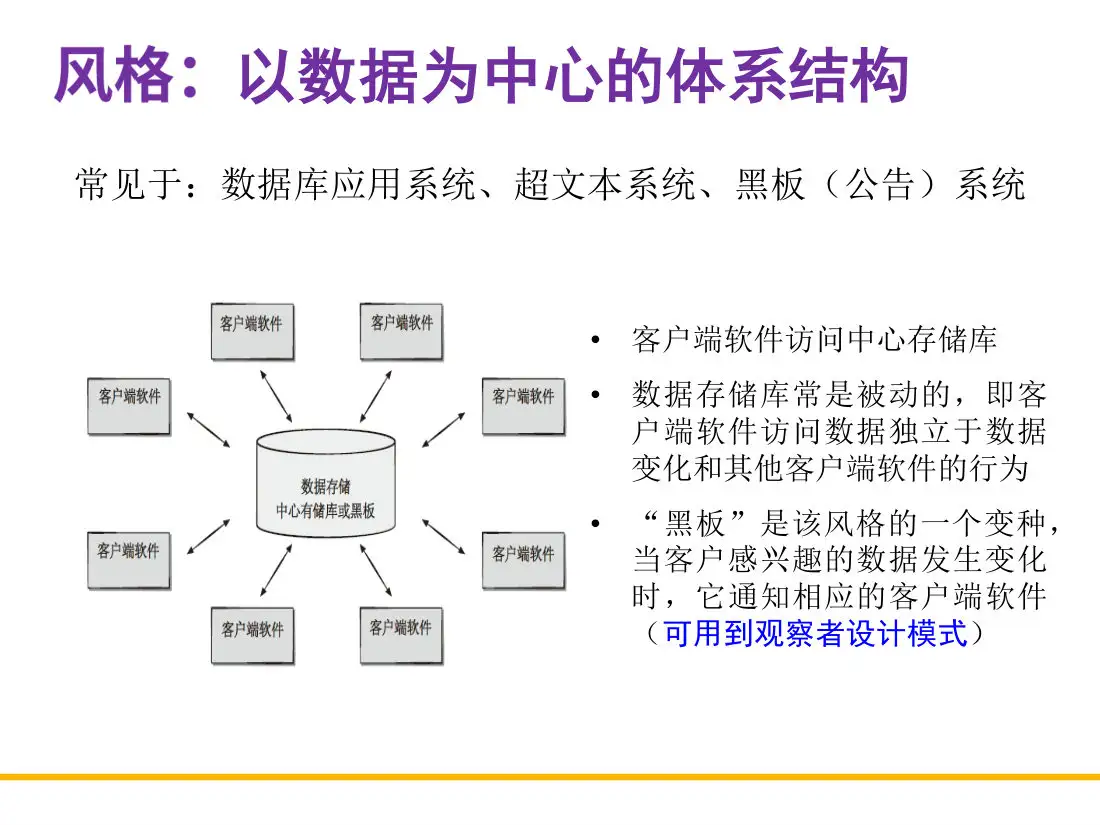 风格：以数据为中心的体系结构
常见于：数据库应用系统、超文本系统、黑板（公告）系统
客户端软件
客户端软件
客户端软件
客户端软件
数据存储
中心有储库或黑板
客户端软件
客户端软件
客户端软件
客户端软件
• 客户端软件访问中心存储库
• 数据存储库常是被动的，即客
户端软件访问数据独立于数据
变化和其他客户端软件的行为
• “黑板”是该风格的一个变种，
当客户感兴趣的数据发生变化
时，它通知相应的客户端软件
（可用到观察者设计模式）